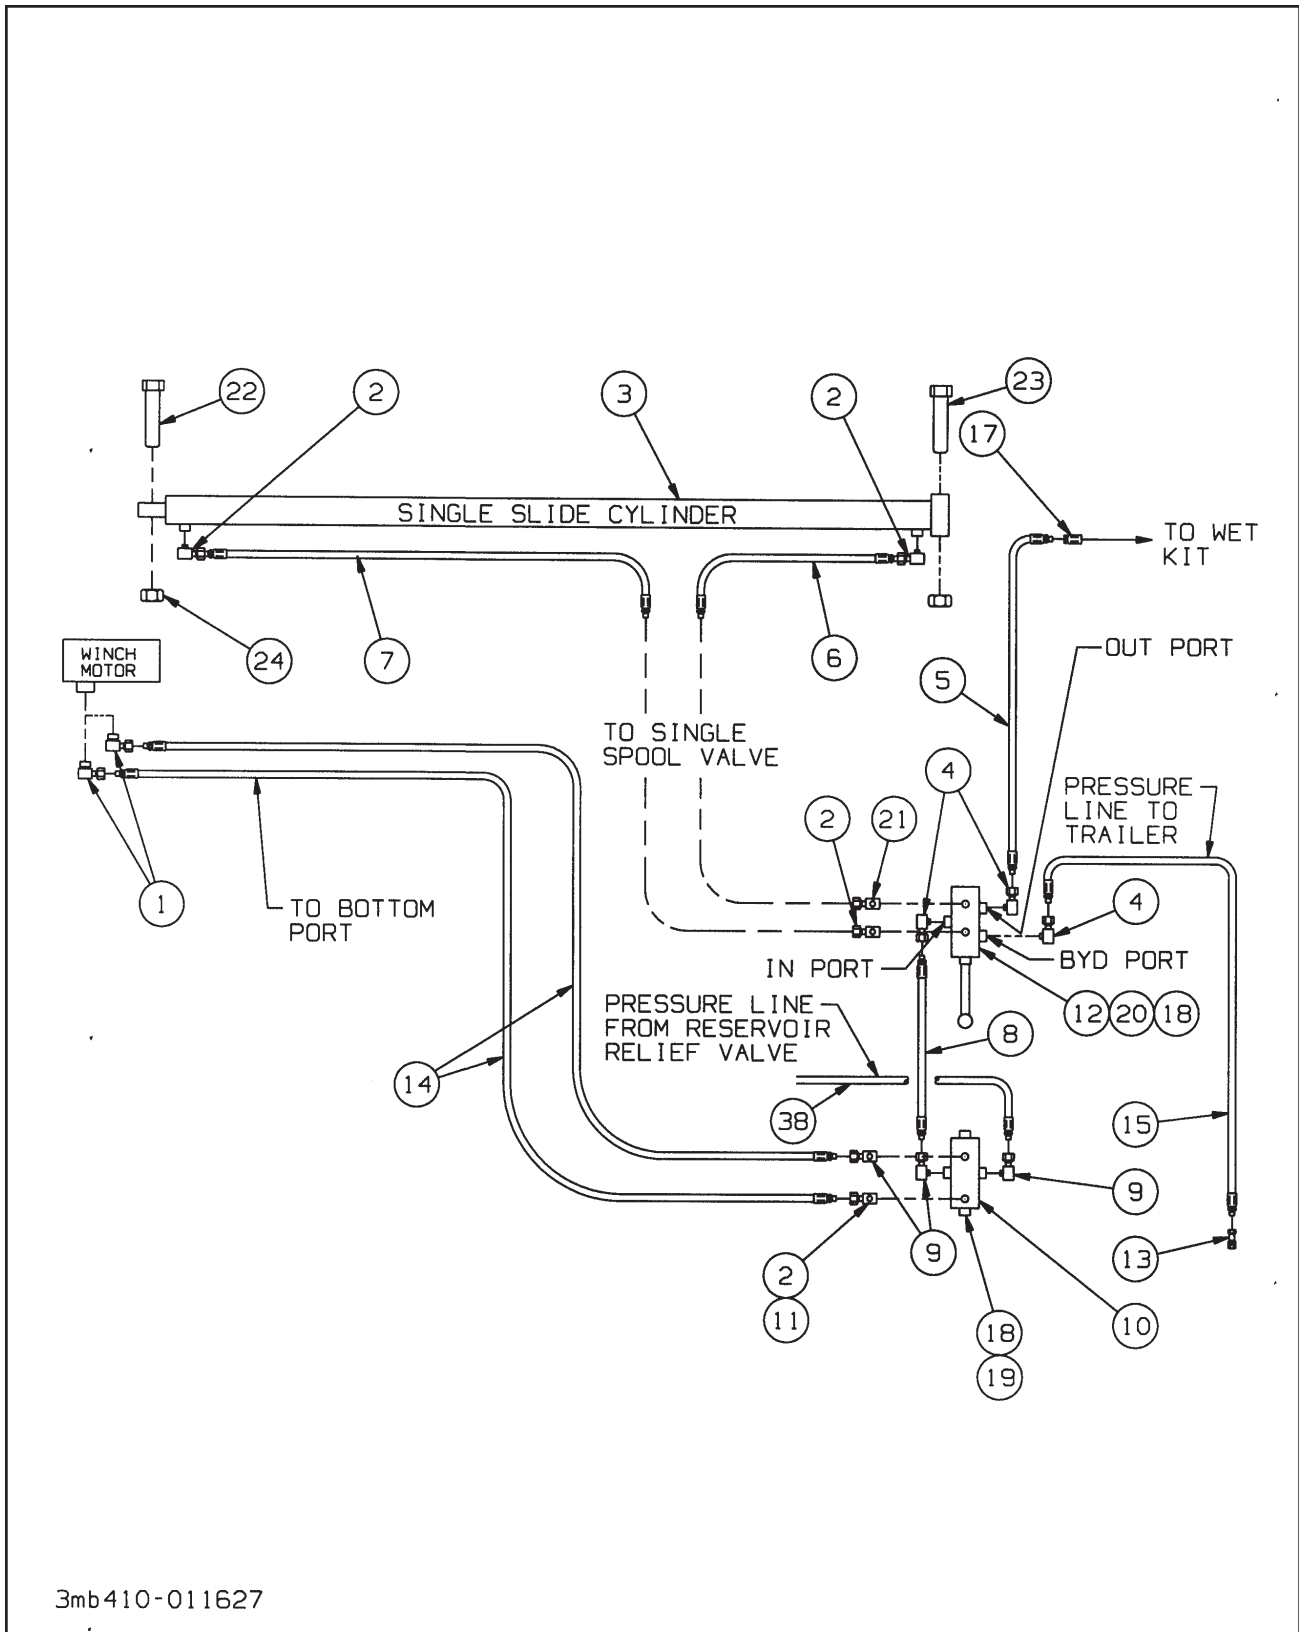 22
2
3
2
23
17
SINGLE SLIDE CYLINDER
TO WET
KIT
24
7
6
5
OUT PORT
WINCH
MOTOR
TO SINGLE
SPOOL VALVE
4
PRESSURE
LINE TO
TRAILER
2
21
1
TO BOTTOM
PORT
4
IN PORT
BYD PORT
12
20
18
PRESSURE LINE
FROM RESERVOIR
RELIEF VALVE
8
14
38
15
9
9
13
2
11
10
18
19
3mb410-011627